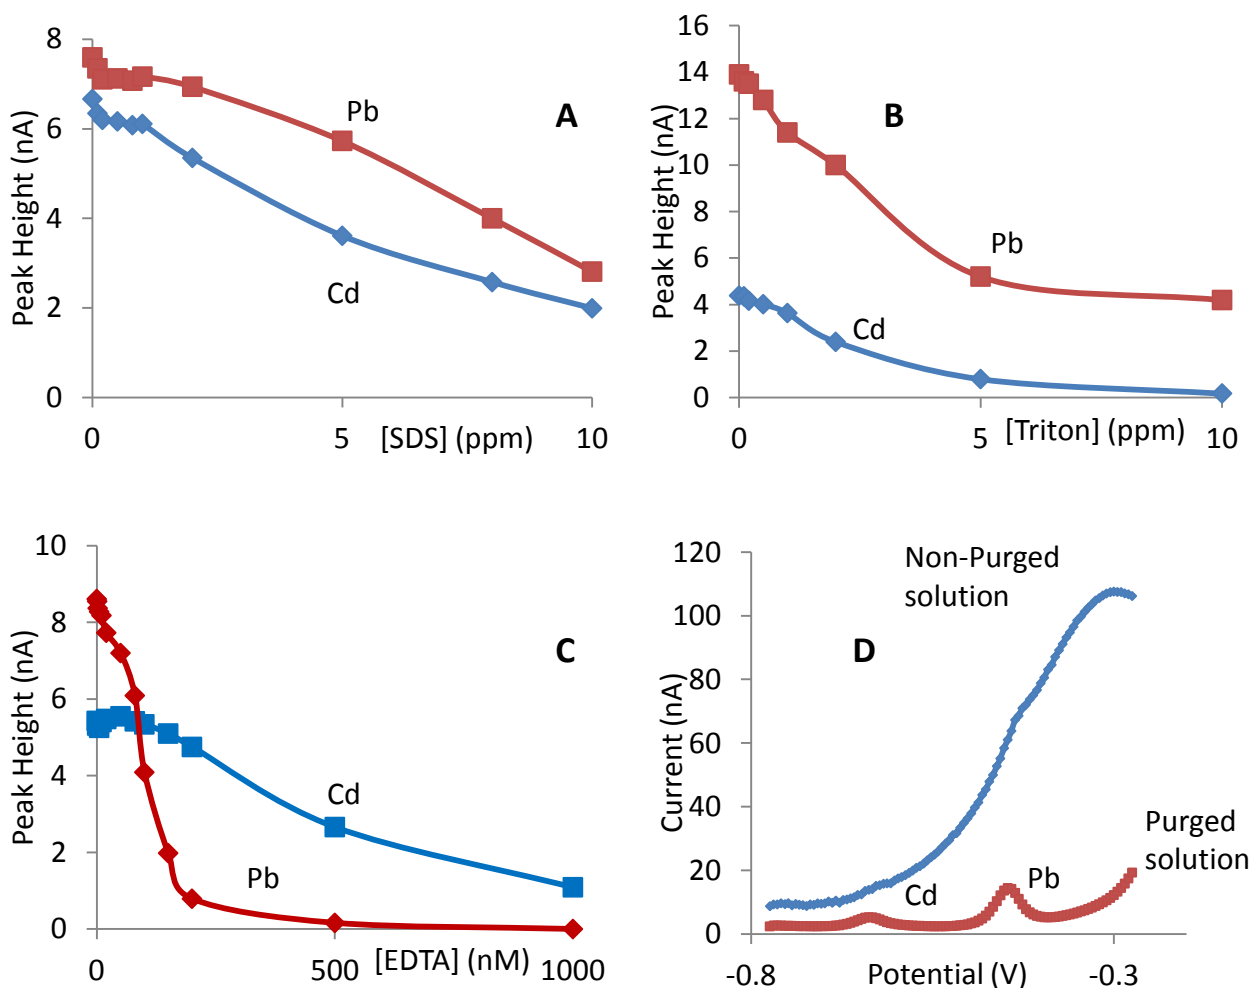 8
6
4
2
0
Peak Height (nA)
Pb
Cd
A
0
5
10
[SDS] (ppm)
16
14
12
10
8
6
4
2
0
Peak Height (nA)
B
Pb
Cd
0
5
10
[Triton] (ppm)
10
8
6
4
2
0
Peak Height (nA)
C
Cd
Pb
0
500
1000
[EDTA] (nM)
120
100
80
60
40
20
0
Current (nA)
Non-Purged
solution
D
Purged
solution
Cd
Pb
-0.8
-0.3
Potential (V)